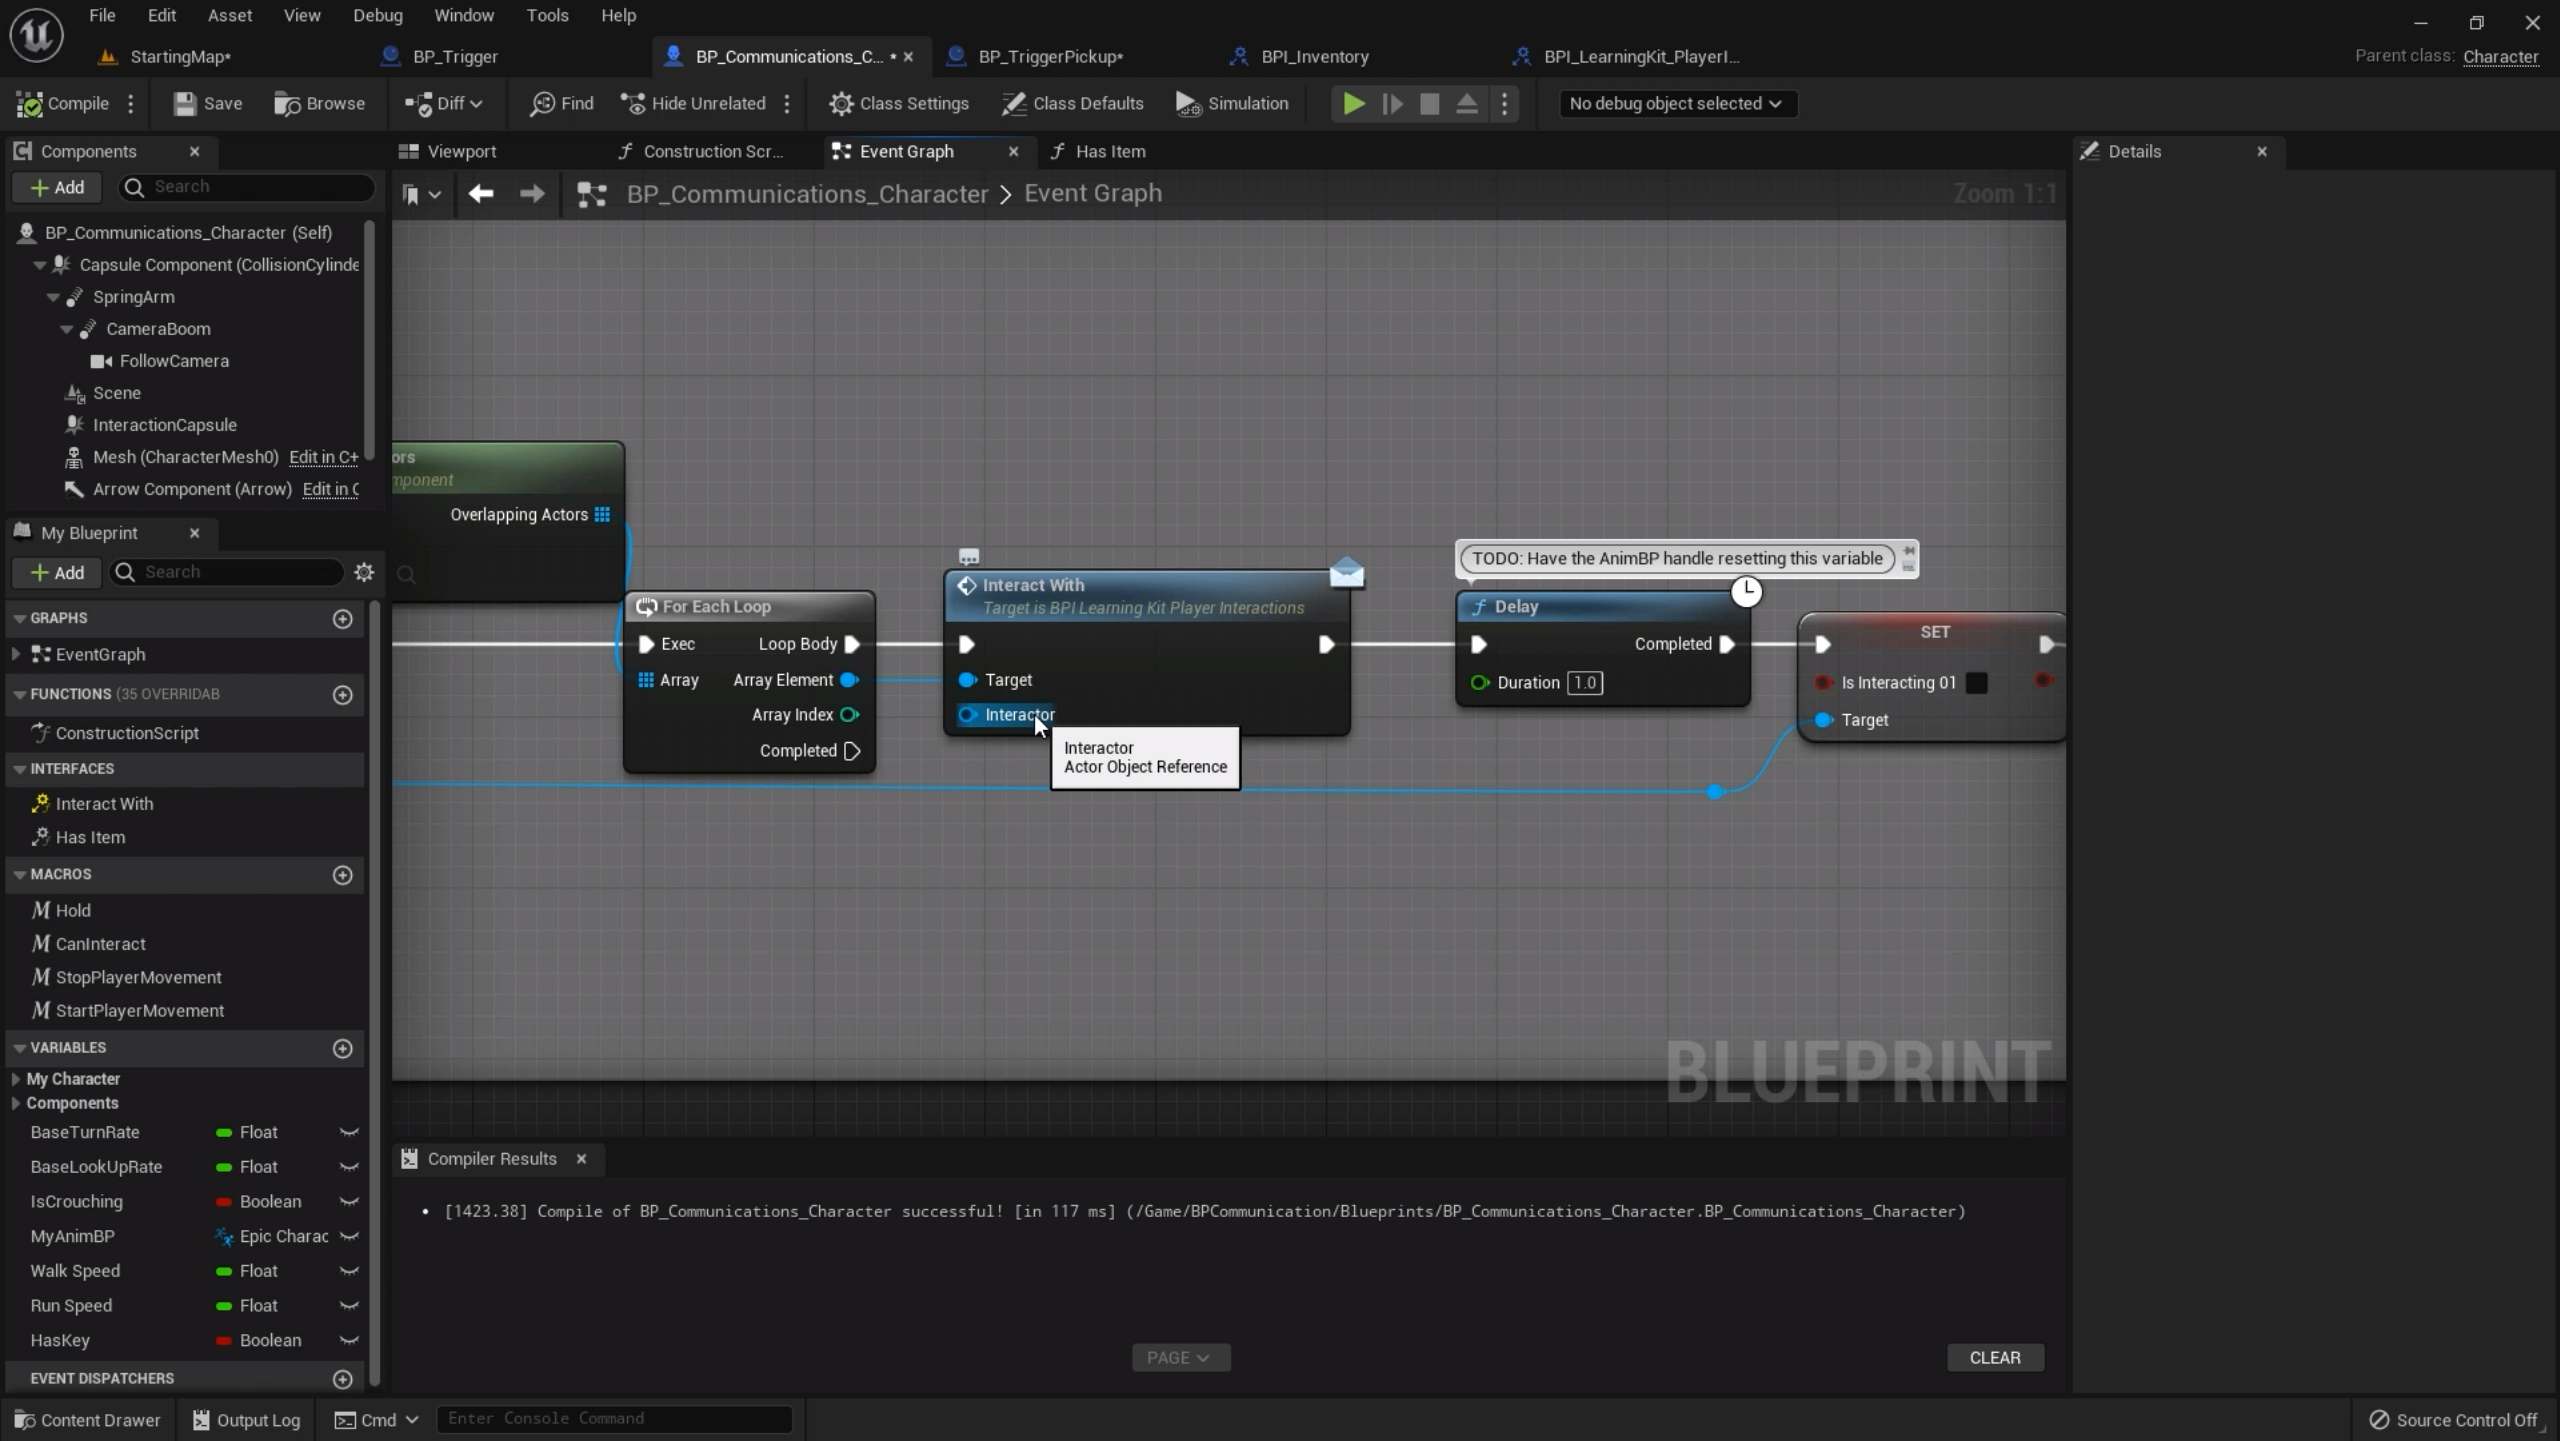 File Edit Asset View Debug Window Tools Help
StartingMap* BP_Trigger BP_Communications_C... * BP_TriggerPickup* BPI_Inventory BPI_LearningKit_PlayerI... Parent class: Character
Compile Save Browse Diff Find Hide Unrelated Class Settings Class Defaults Simulation No debug object selected
Components
Add Search
BP_Communications_Character (Self)
Capsule Component (CollisionCylinde
SpringArm
CameraBoom
FollowCamera
Scene
InteractionCapsule
Mesh (CharacterMesh0) Edit in C+
Arrow Component (Arrow) Edit in C
My Blueprint
Add Search
GRAPHS
EventGraph
FUNCTIONS (35 OVERRIDAB
ConstructionScript
INTERFACES
Interact With
Has Item
MACROS
Hold
CanInteract
StopPlayerMovement
StartPlayerMovement
VARIABLES
My Character
Components
BaseTurnRate Float
BaseLookUpRate Float
IsCrouching Boolean
MyAnimBP Epic Charac
Walk Speed Float
Run Speed Float
HasKey Boolean
EVENT DISPATCHERS
Viewport Construction Scr... Event Graph Has Item
BP_Communications_Character > Event Graph Zoom 1:1
ors
mponent
Overlapping Actors
For Each Loop
Exec Loop Body
Array Array Element
Array Index
Completed
Interact With
Target is BPI Learning Kit Player Interactions
Target
Interactor
Interactor
Actor Object Reference
TODO: Have the AnimBP handle resetting this variable
Delay
Completed
Duration 1.0
SET
Is Interacting 01
Target
BLUEPRINT
Compiler Results
• [1423.38] Compile of BP_Communications_Character successful! [in 117 ms] (/Game/BPCommunication/Blueprints/BP_Communications_Character.BP_Communications_Character)
PAGE CLEAR
Details
Content Drawer Output Log Cmd Enter Console Command Source Control Off